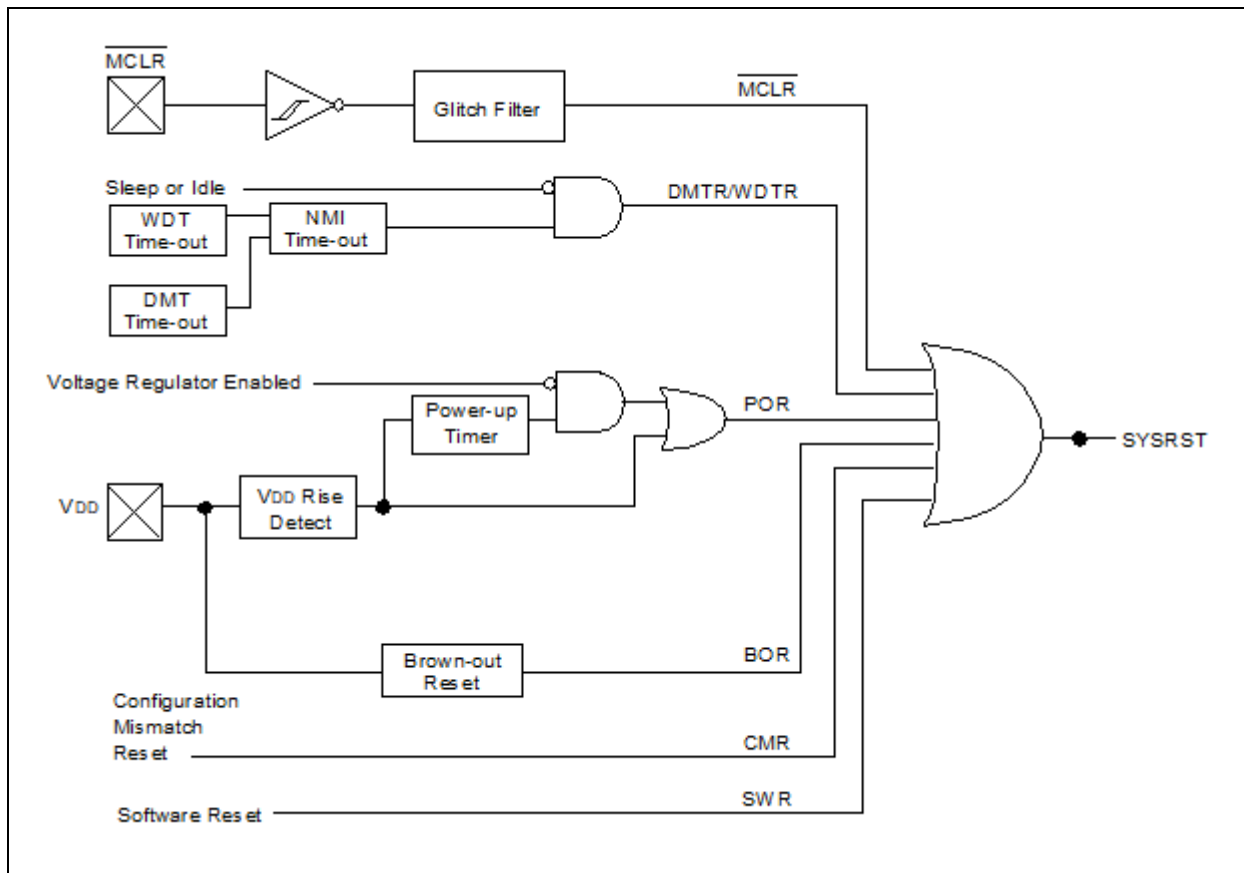 MCLR
MCLR
Glitch Filter
Sleep or Idle
DMTR/WDTR
WDT
Time-out
NMI
Time-out
DMT
Time-out
Voltage Regulator Enabled
Power-up
Timer
POR
SYSRST
VDD
VDD Rise
Detect
Brown-out
Reset
BOR
Configuration
Mismatch
Reset
CMR
SWR
Software Reset